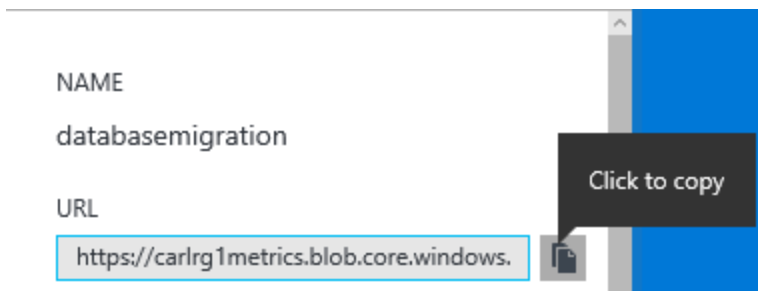 NAME
databasemigration
Click to copy
URL
https://carlrg1metrics.blob.core.windows.